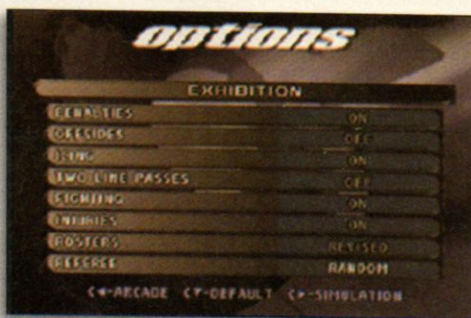 options
EXHIBITION
PENALTIES ON
OFFSIDES OFF
ICING ON
TWO LINE PASSES OFF
FIGHTING ON
INJURIES ON
ROSTERS REVISED
REFEREE RANDOM
C◄-ARCADE C▼-DEFAULT C►-SIMULATION